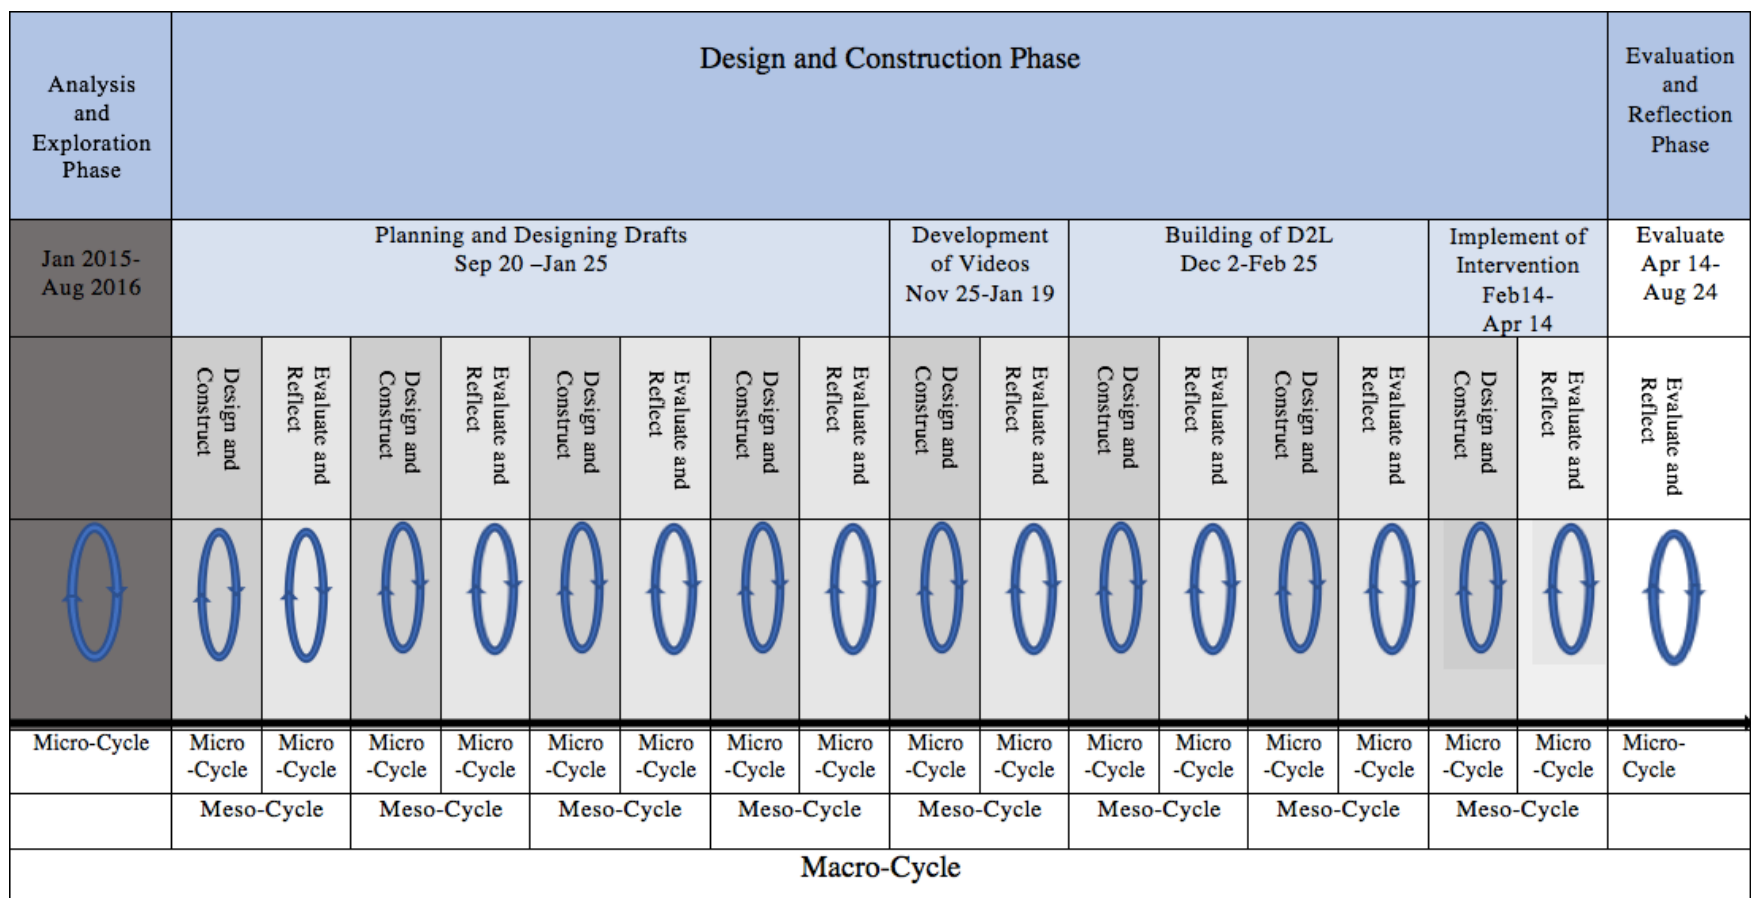 Analysis
and
Exploration
Phase
Design and Construction Phase
Evaluation
and
Reflection
Phase
Jan 2015-
Aug 2016
Planning and Designing Drafts
Sep 20 –Jan 25
Development
of Videos
Nov 25-Jan 19
Building of D2L
Dec 2-Feb 25
Implement of
Intervention
Feb14-
Apr 14
Evaluate
Apr 14-
Aug 24
Design and
Construct
Evaluate and
Reflect
Design and
Construct
Evaluate and
Reflect
Design and
Construct
Evaluate and
Reflect
Design and
Construct
Evaluate and
Reflect
Design and
Construct
Evaluate and
Reflect
Design and
Construct
Evaluate and
Reflect
Design and
Construct
Evaluate and
Reflect
Design and
Construct
Evaluate and
Reflect
Evaluate and
Reflect
Micro-Cycle
Micro
-Cycle
Micro
-Cycle
Micro
-Cycle
Micro
-Cycle
Micro
-Cycle
Micro
-Cycle
Micro
-Cycle
Micro
-Cycle
Micro
-Cycle
Micro
-Cycle
Micro
-Cycle
Micro
-Cycle
Micro
-Cycle
Micro
-Cycle
Micro
-Cycle
Micro
-Cycle
Micro-
Cycle
Meso-Cycle
Meso-Cycle
Meso-Cycle
Meso-Cycle
Meso-Cycle
Meso-Cycle
Meso-Cycle
Meso-Cycle
Macro-Cycle